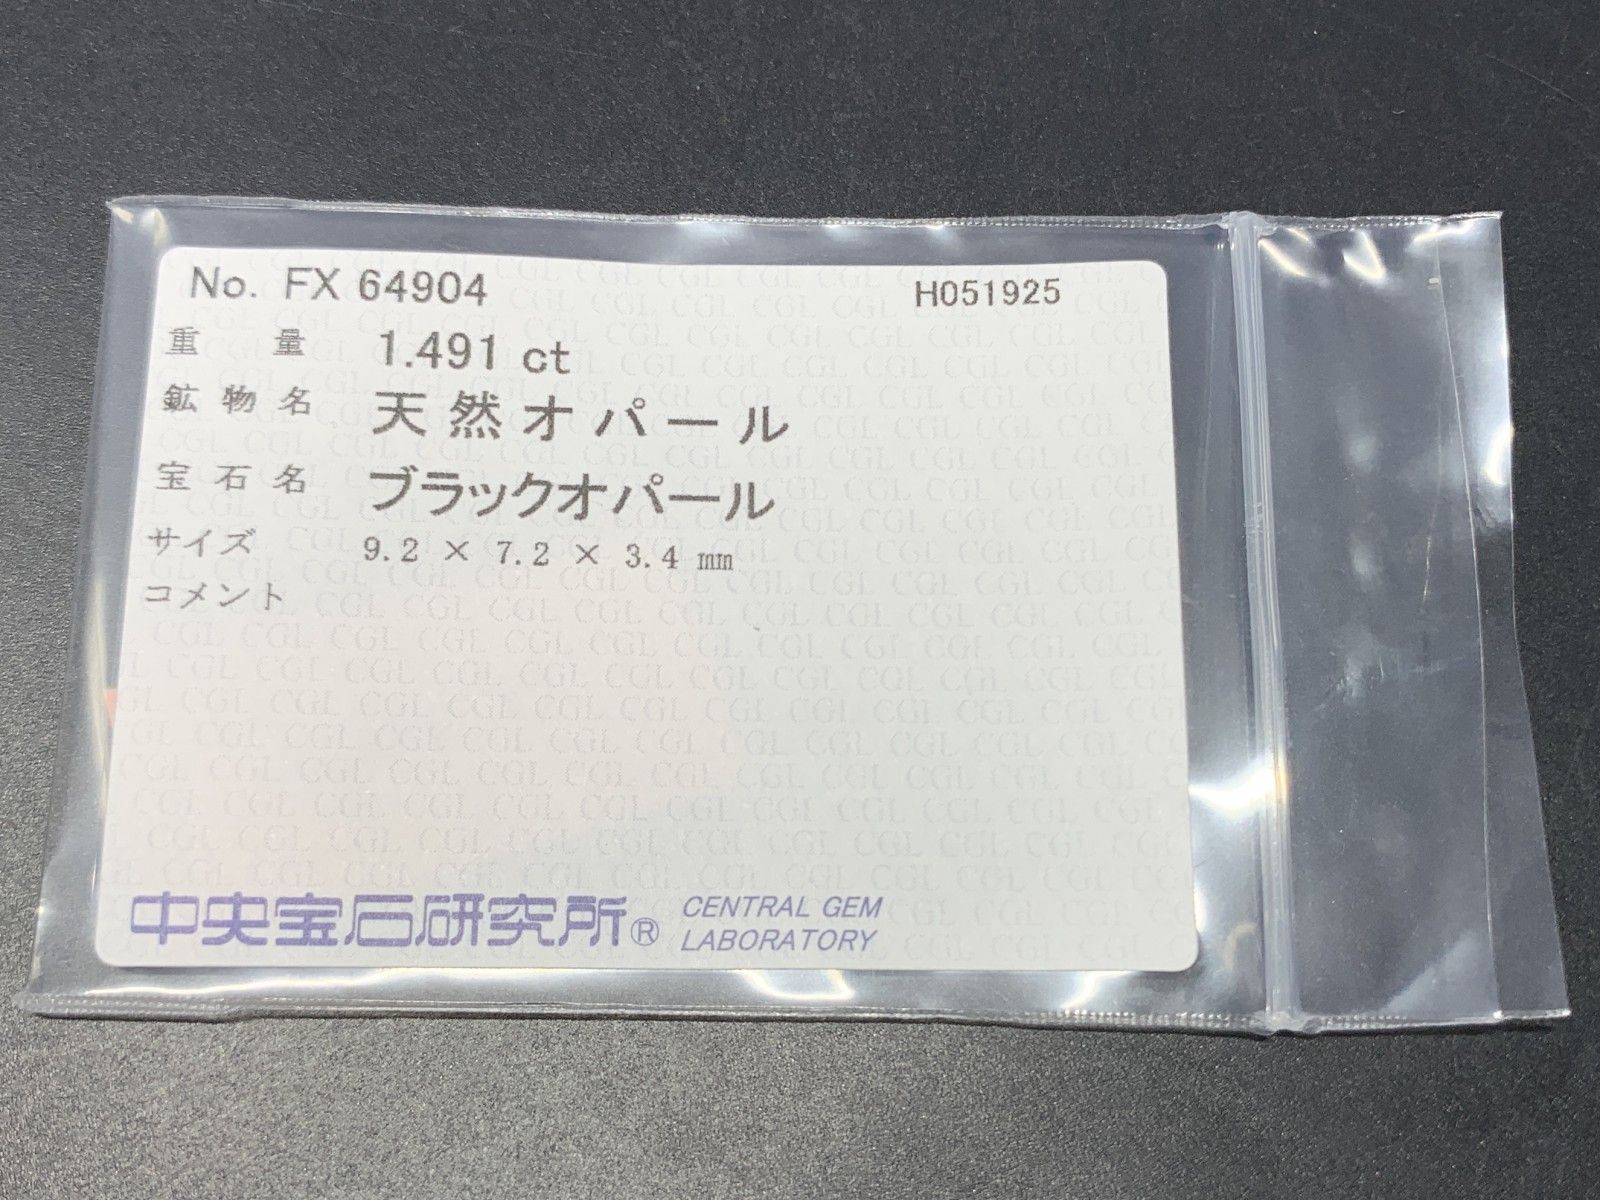 No. FX 64904 H051925
重量 1.491 ct
鉱物名 天然オパール
宝石名 ブラックオパール
サイズ 9.2 × 7.2 × 3.4 ㎜
コメント
中央宝石研究所® CENTRAL GEM
LABORATORY